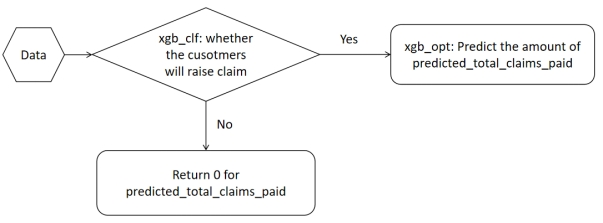 Data
xgb_clf: whether
the cusotmers
will raise claim
Yes
xgb_opt: Predict the amount of
predicted_total_claims_paid
No
Return 0 for
predicted_total_claims_paid